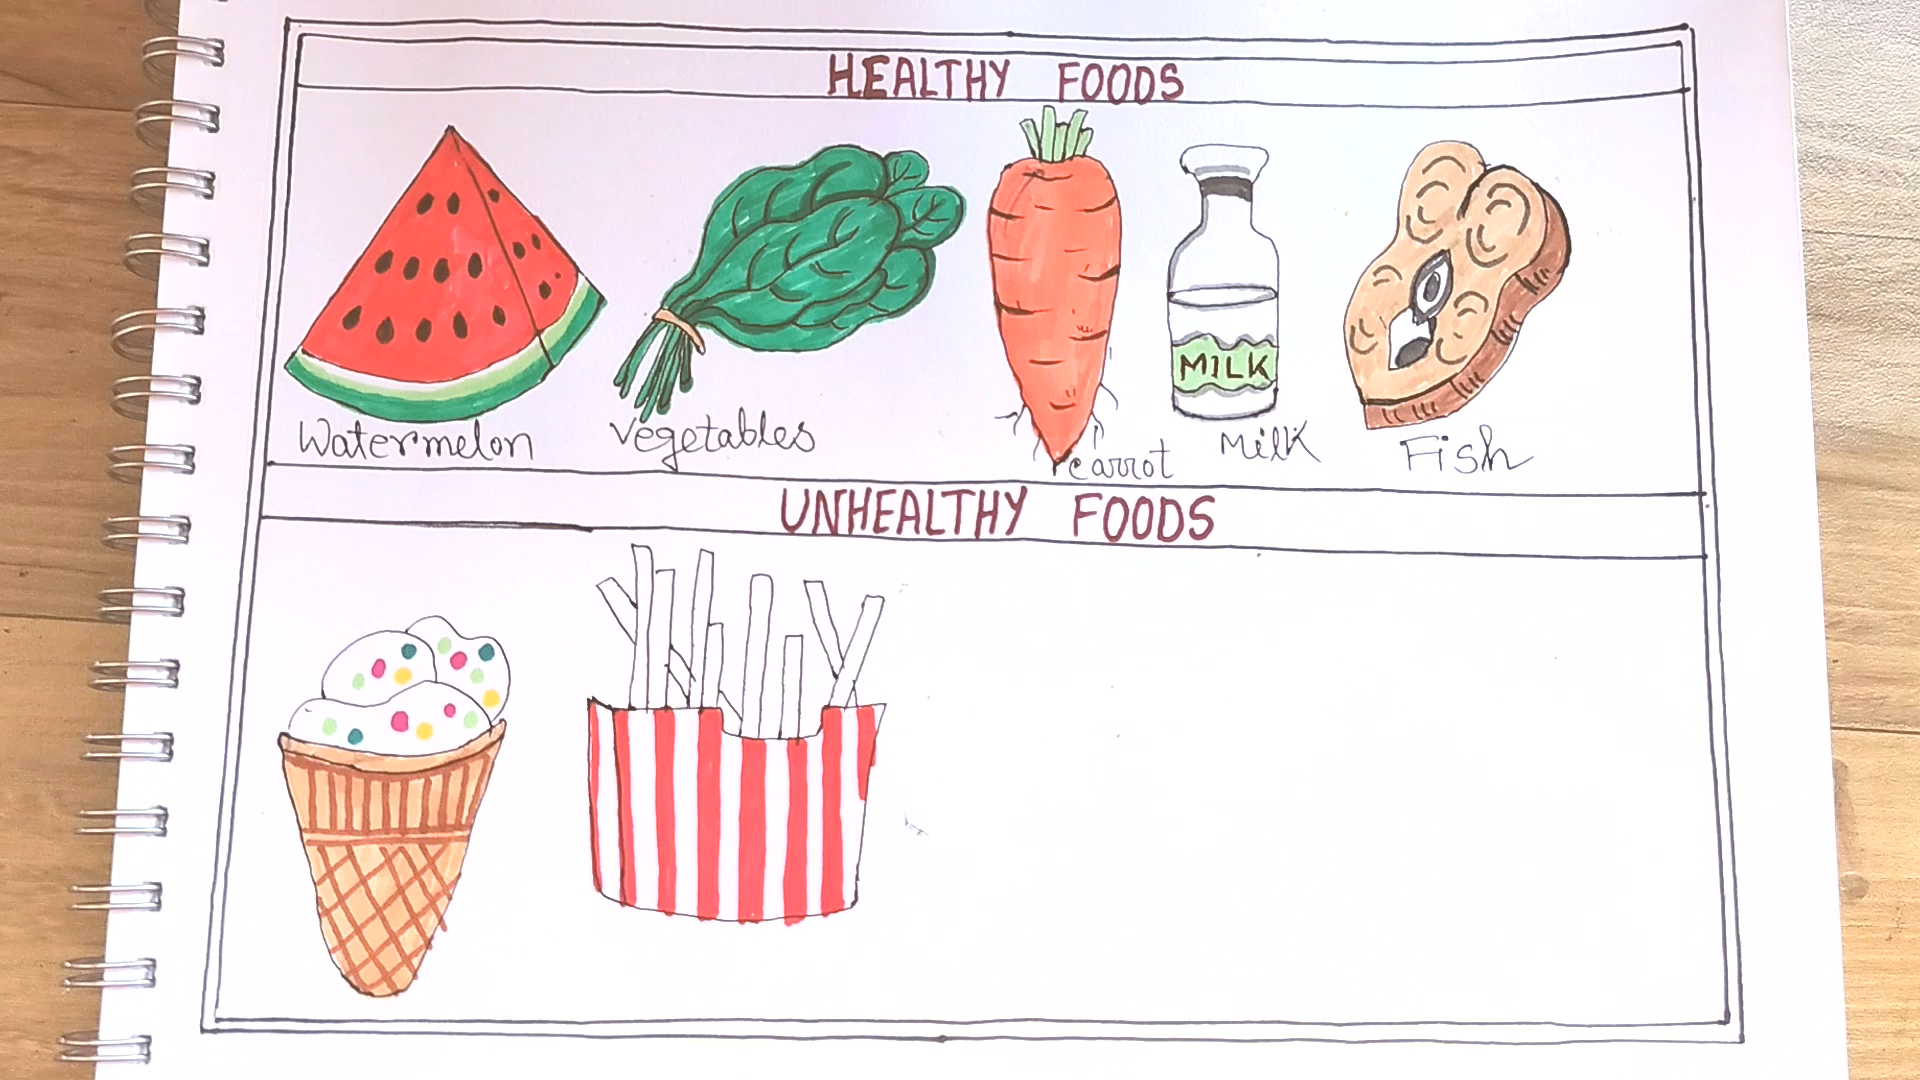 HEALTHY FOODS
MILK
Watermelon
Vegetables
carrot
Milk
Fish
UNHEALTHY FOODS